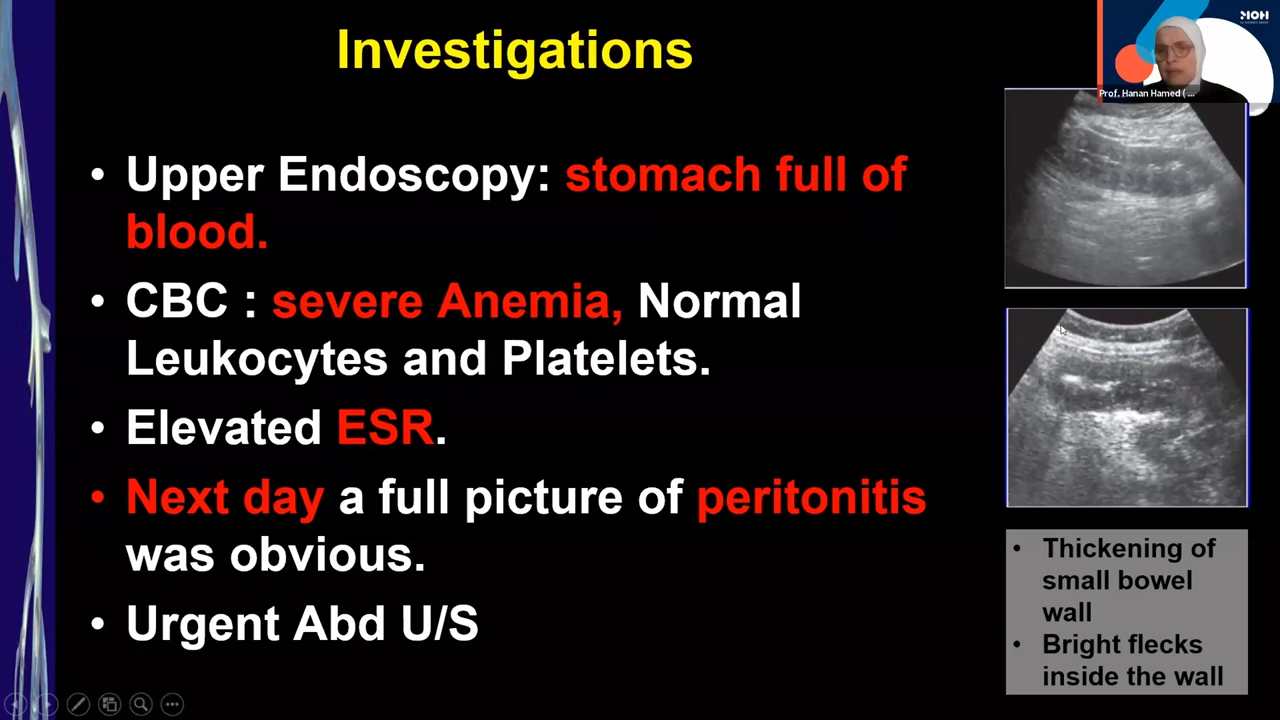 Investigations
• Upper Endoscopy: stomach full of
blood.
• CBC : severe Anemia, Normal
Leukocytes and Platelets.
• Elevated ESR.
• Next day a full picture of peritonitis
was obvious.
• Urgent Abd U/S
Prof. Hanan Hamed ( ...
• Thickening of
small bowel
wall
• Bright flecks
inside the wall